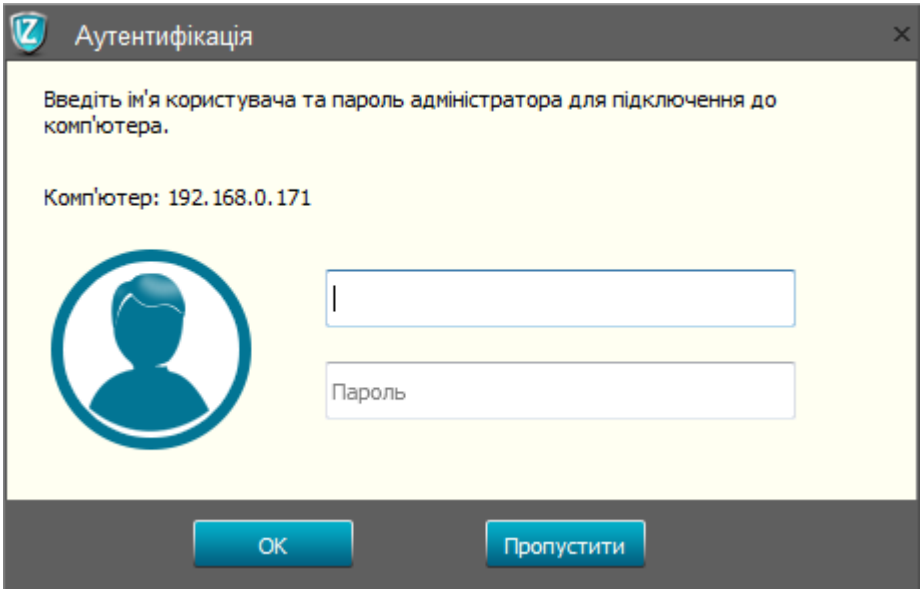 Аутентифікація
Введіть ім'я користувача та пароль адміністратора для підключення до
комп'ютера.
Комп'ютер: 192.168.0.171
Пароль
OK
Пропустити